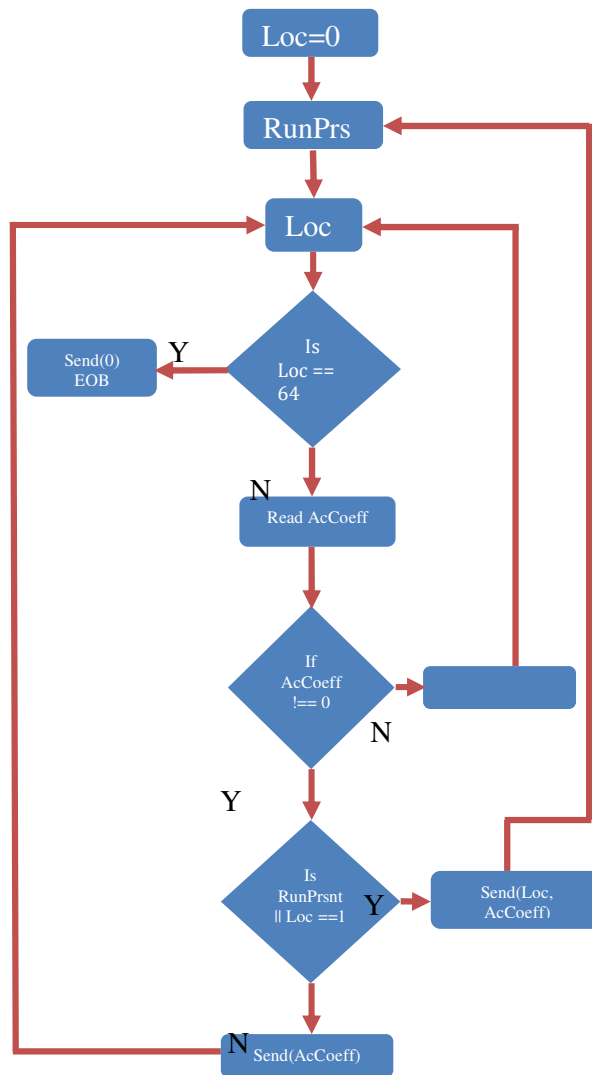 Loc=0
RunPrs
Loc
Is
Loc ==
64
Y
Send(0)
EOB
N
Read AcCoeff
If
AcCoeff
!== 0
N
Y
Is
RunPrsnt
|| Loc ==1
Y
Send(Loc,
AcCoeff)
N
Send(AcCoeff)